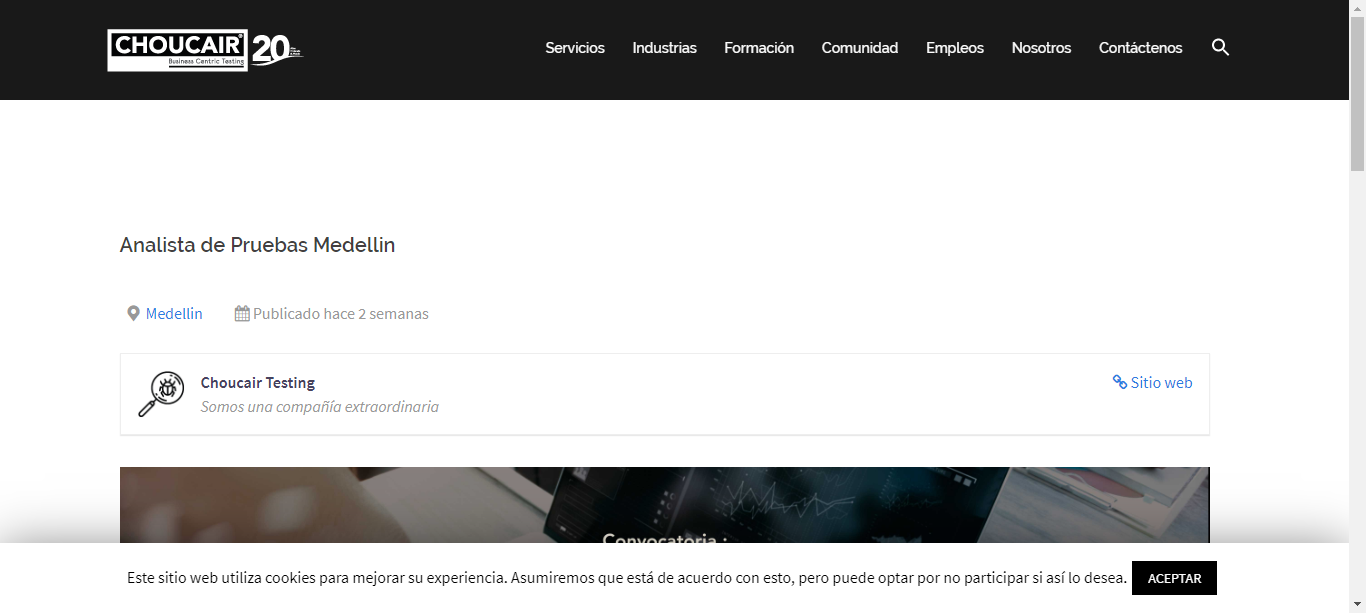 CHOUCAIR®
Business Centric Testing
20
Servicios
Industrias
Formación
Comunidad
Empleos
Nosotros
Contáctenos
Analista de Pruebas Medellin
Medellin
Publicado hace 2 semanas
Choucair Testing
Somos una compañía extraordinaria
Sitio web
Convocatoria :
Este sitio web utiliza cookies para mejorar su experiencia. Asumiremos que está de acuerdo con esto, pero puede optar por no participar si así lo desea.
ACEPTAR